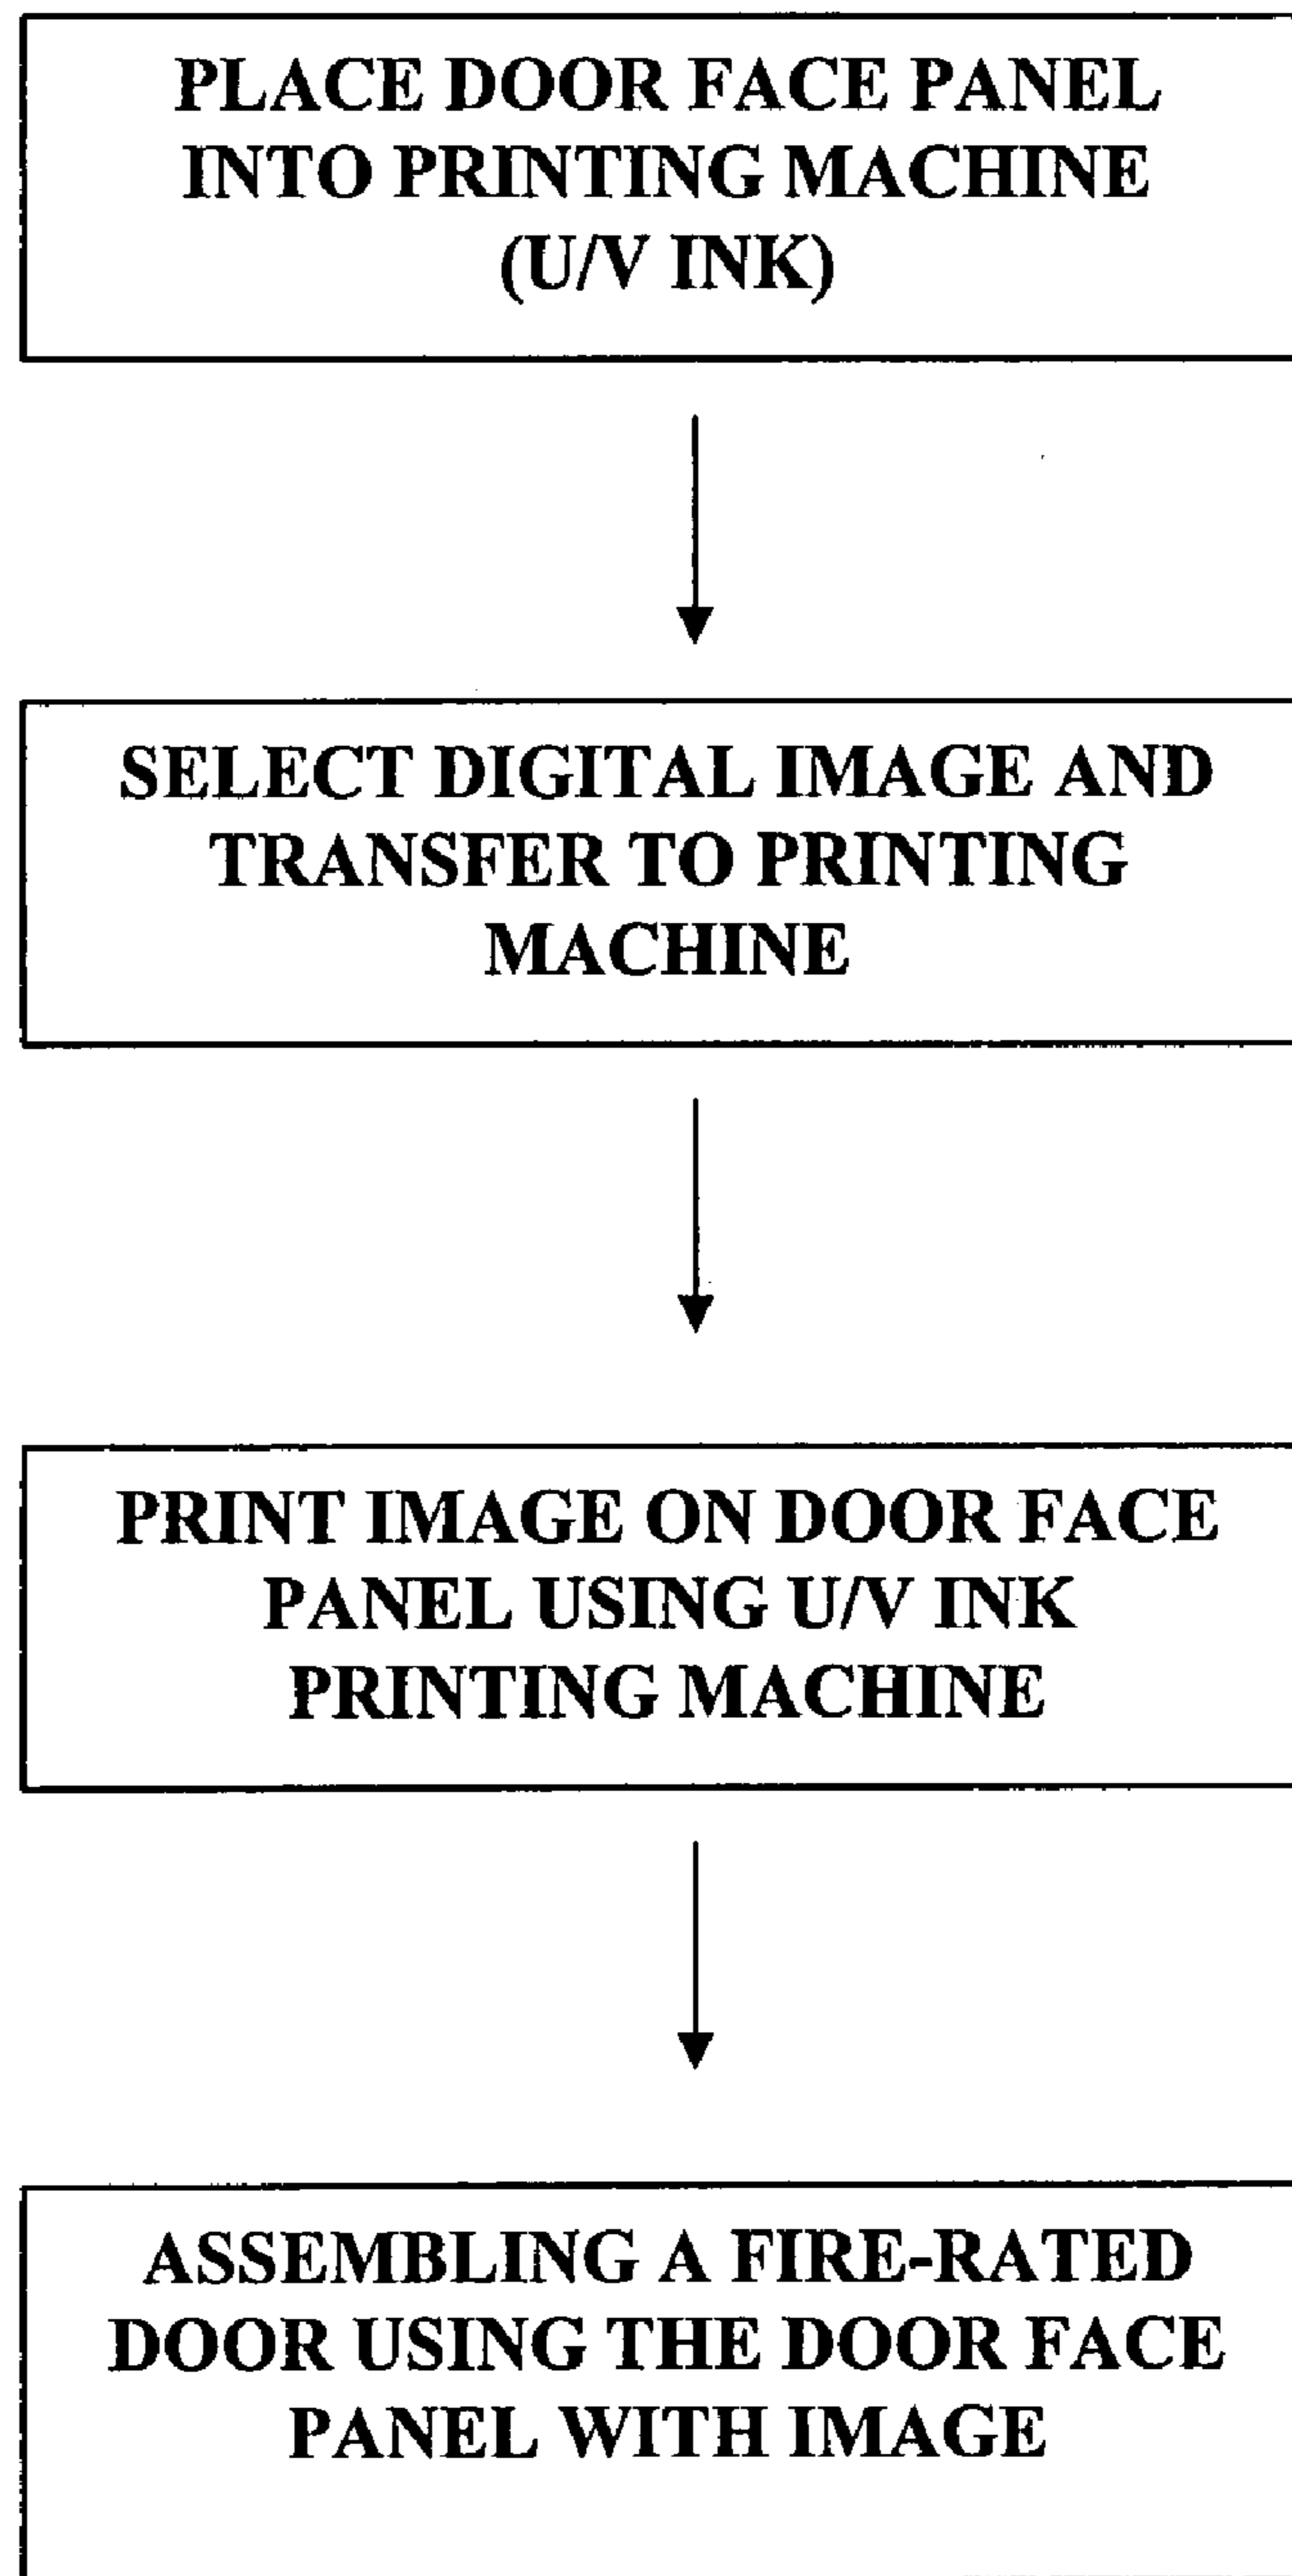 PLACE DOOR FACE PANEL
INTO PRINTING MACHINE
(U/V INK)
SELECT DIGITAL IMAGE AND
TRANSFER TO PRINTING
MACHINE
PRINT IMAGE ON DOOR FACE
PANEL USING U/V INK
PRINTING MACHINE
ASSEMBLING A FIRE-RATED
DOOR USING THE DOOR FACE
PANEL WITH IMAGE